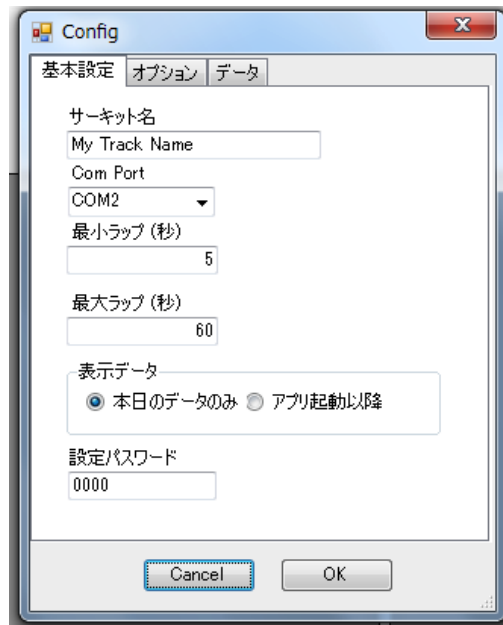 Config
基本設定 オプション データ
サーキット名
My Track Name
Com Port
COM2
最小ラップ (秒)
5
最大ラップ (秒)
60
表示データ
本日のデータのみ アプリ起動以降
設定パスワード
0000
Cancel OK